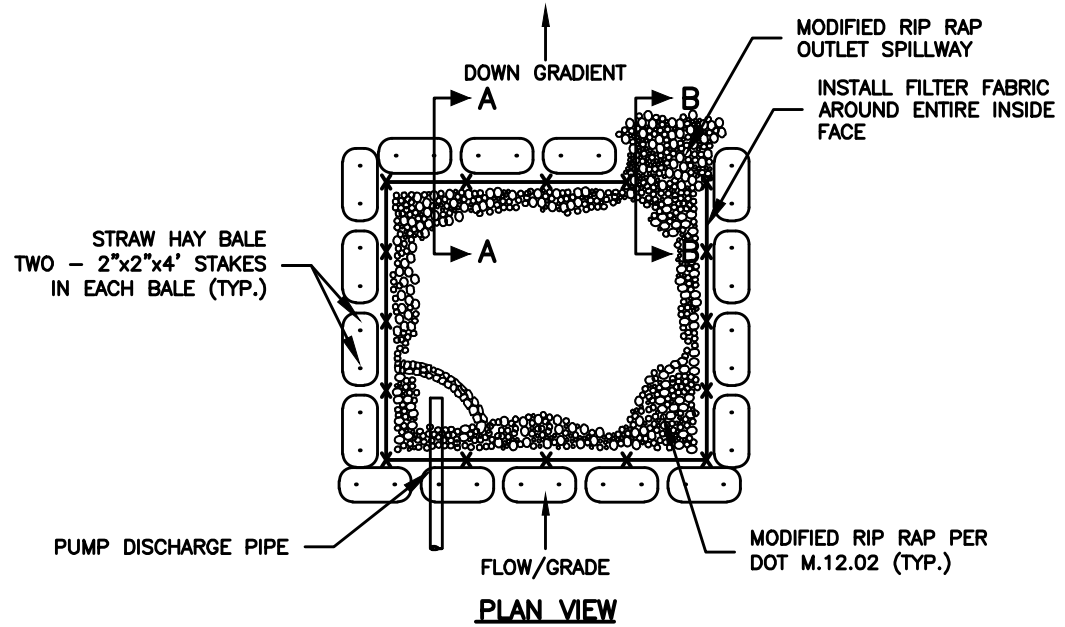 MODIFIED RIP RAP
OUTLET SPILLWAY
DOWN GRADIENT
INSTALL FILTER FABRIC
AROUND ENTIRE INSIDE
FACE
A
B
STRAW HAY BALE
TWO – 2"x2"x4' STAKES
IN EACH BALE (TYP.)
A
B
PUMP DISCHARGE PIPE
MODIFIED RIP RAP PER
DOT M.12.02 (TYP.)
FLOW/GRADE
PLAN VIEW